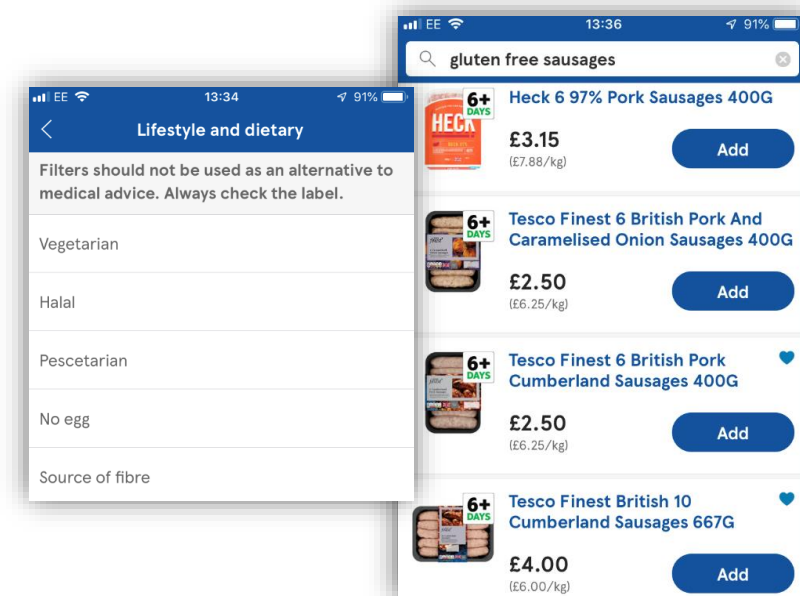 EE 13:34 91%
Lifestyle and dietary
Filters should not be used as an alternative to
medical advice. Always check the label.
Vegetarian
Halal
Pescetarian
No egg
Source of fibre
EE 13:36 91%
gluten free sausages
HECK
6+
DAYS
Heck 6 97% Pork Sausages 400G
£3.15
(£7.88/kg)
Add
6+
DAYS
Tesco Finest 6 British Pork And
Caramelised Onion Sausages 400G
£2.50
(£6.25/kg)
Add
6+
DAYS
Tesco Finest 6 British Pork
Cumberland Sausages 400G
£2.50
(£6.25/kg)
Add
6+
DAYS
Tesco Finest British 10
Cumberland Sausages 667G
£4.00
(£6.00/kg)
Add